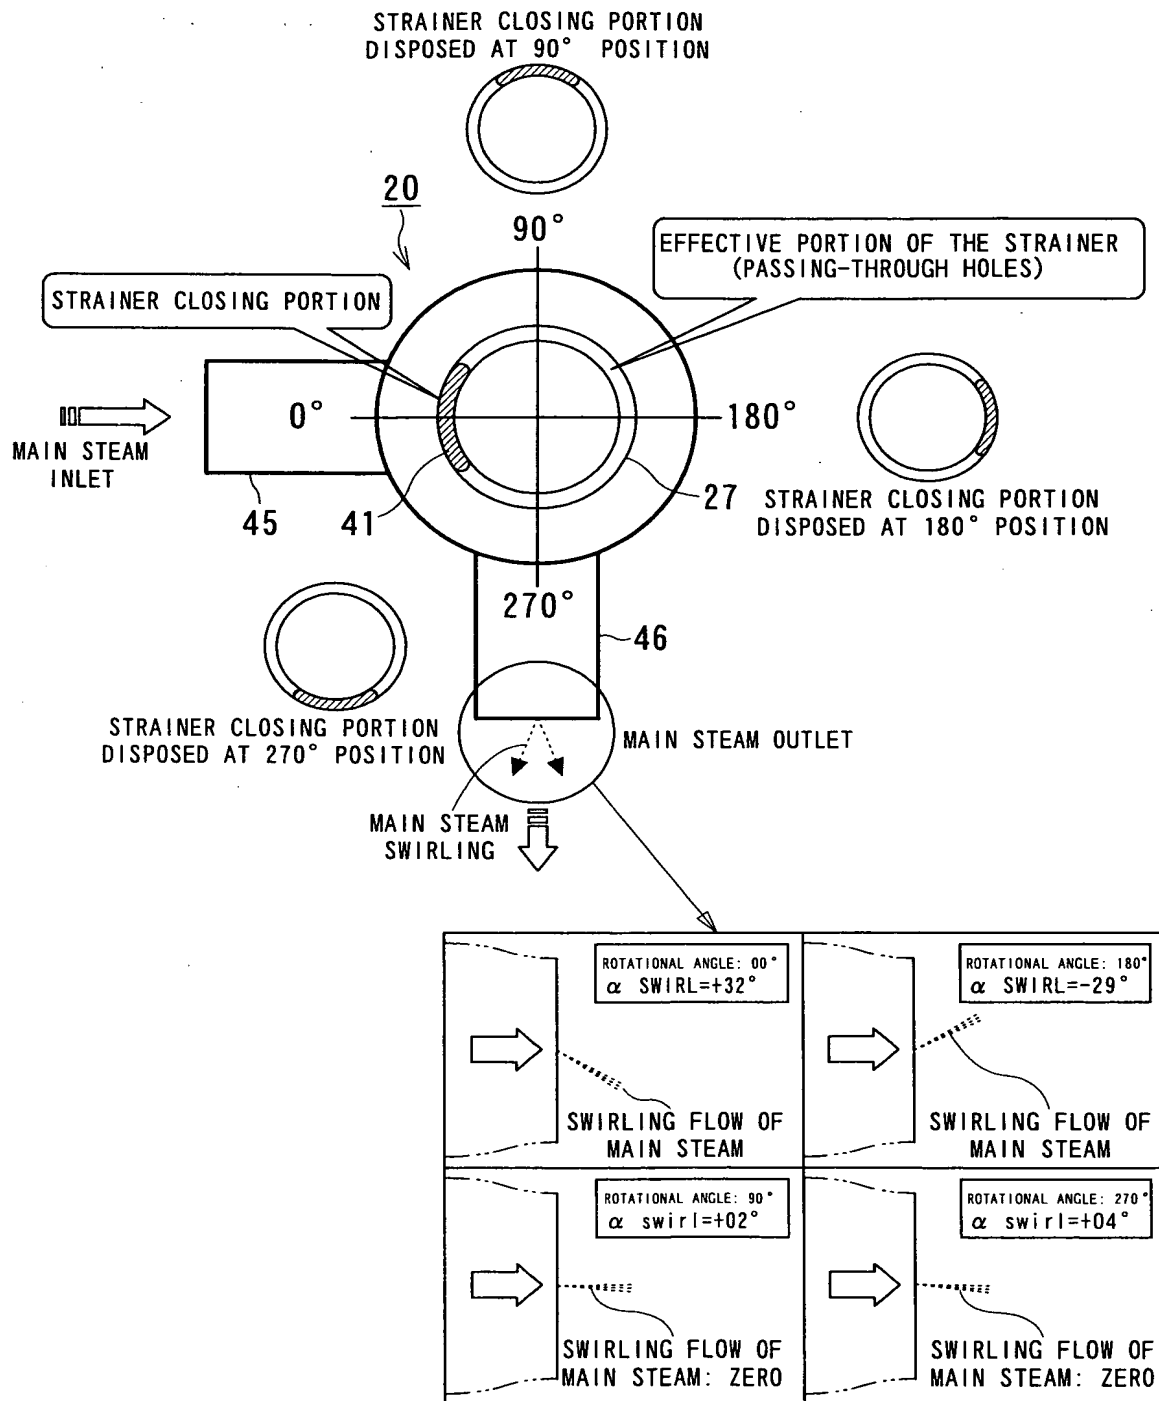 STRAINER CLOSING PORTION
DISPOSED AT 90° POSITION
20
90°
EFFECTIVE PORTION OF THE STRAINER
(PASSING-THROUGH HOLES)
STRAINER CLOSING PORTION
0°
180°
MAIN STEAM
INLET
45
41
27
STRAINER CLOSING PORTION
DISPOSED AT 180° POSITION
270°
46
STRAINER CLOSING PORTION
DISPOSED AT 270° POSITION
MAIN STEAM OUTLET
MAIN STEAM
SWIRLING
ROTATIONAL ANGLE: 00°
α SWIRL=+32°
SWIRLING FLOW OF
MAIN STEAM
ROTATIONAL ANGLE: 180°
α SWIRL=-29°
SWIRLING FLOW OF
MAIN STEAM
ROTATIONAL ANGLE: 90°
α swirl=+02°
SWIRLING FLOW OF
MAIN STEAM: ZERO
ROTATIONAL ANGLE: 270°
α swirl=+04°
SWIRLING FLOW OF
MAIN STEAM: ZERO